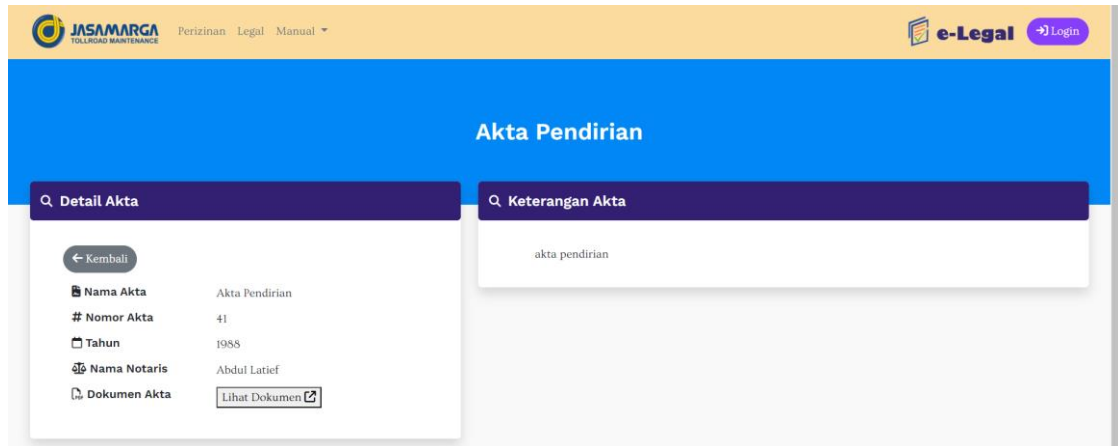 JASAMARGA
TOLLROAD MAINTENANCE
Perizinan Legal Manual
e-Legal
Login
Akta Pendirian
Detail Akta
Kembali
Nama Akta Akta Pendirian
# Nomor Akta 41
Tahun 1988
Nama Notaris Abdul Latief
Dokumen Akta Lihat Dokumen
Keterangan Akta
akta pendirian